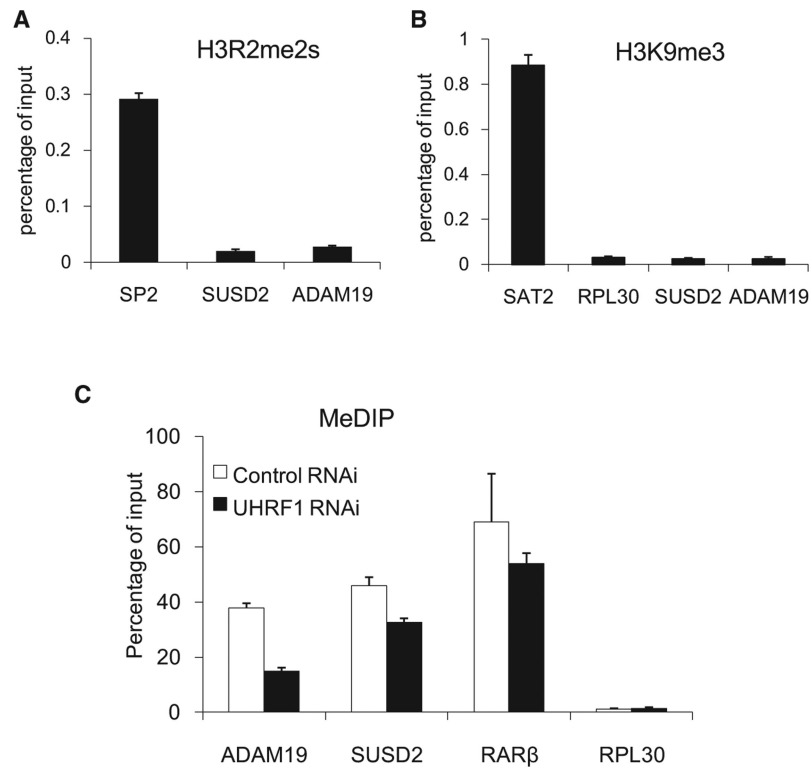 A
H3R2me2s
percentage of input
0.4
0.3
0.2
0.1
0
SP2 SUSD2 ADAM19
B
H3K9me3
percentage of input
1
0.8
0.6
0.4
0.2
0
SAT2 RPL30 SUSD2 ADAM19
C
MeDIP
Percentage of input
100
80
60
40
20
0
Control RNAi
UHRF1 RNAi
ADAM19 SUSD2 RARβ RPL30